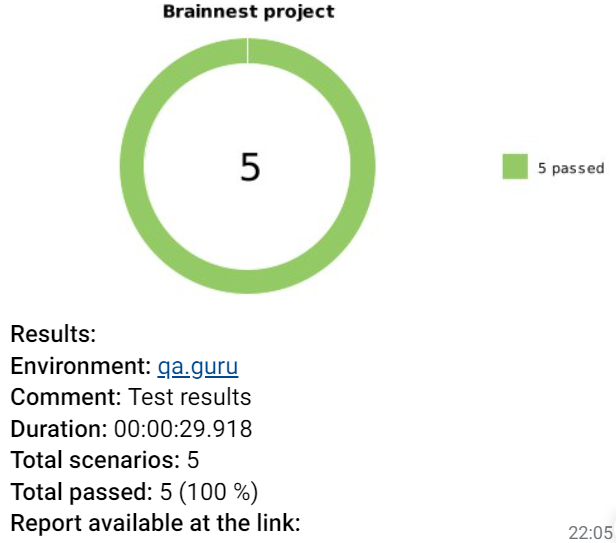 Brainnest project
5
5 passed
Results:
Environment: qa.guru
Comment: Test results
Duration: 00:00:29.918
Total scenarios: 5
Total passed: 5 (100 %)
Report available at the link:
22:05